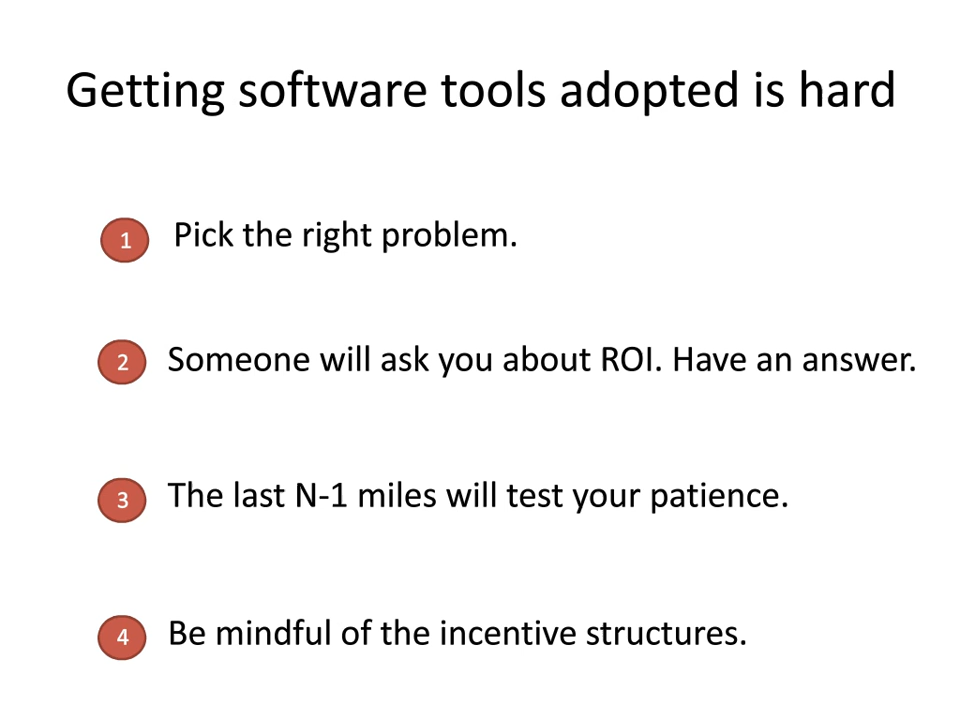 Getting software tools adopted is hard
1 Pick the right problem.
2 Someone will ask you about ROI. Have an answer.
3 The last N-1 miles will test your patience.
4 Be mindful of the incentive structures.